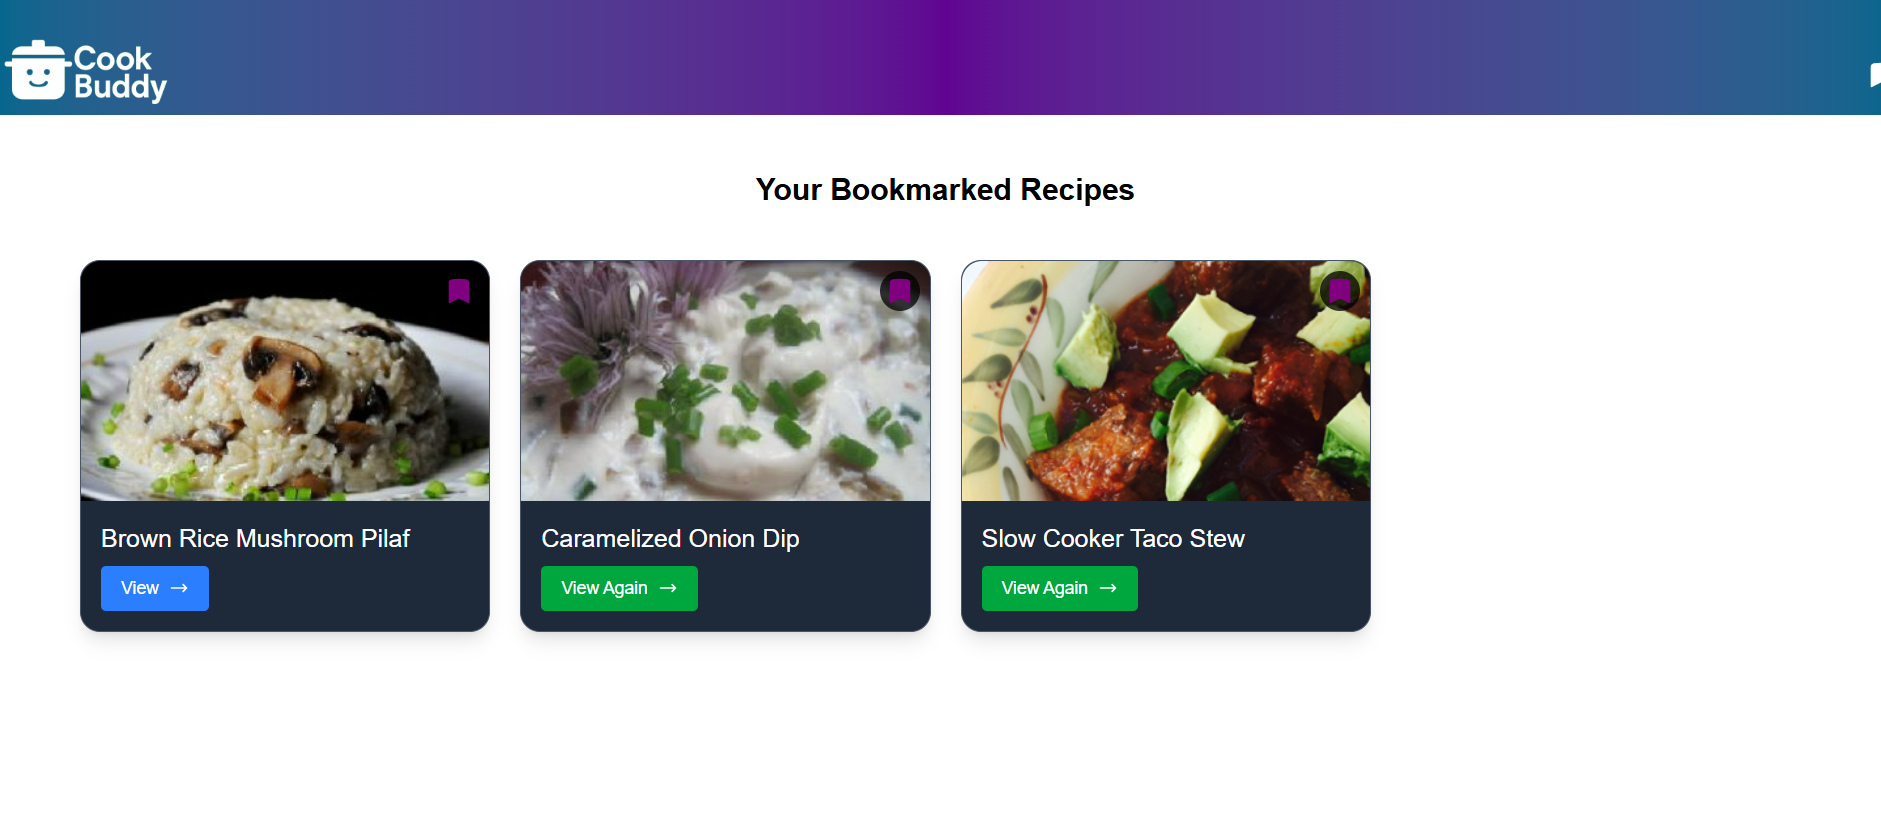 Cook
Buddy
Your Bookmarked Recipes
Brown Rice Mushroom Pilaf
View →
Caramelized Onion Dip
View Again →
Slow Cooker Taco Stew
View Again →